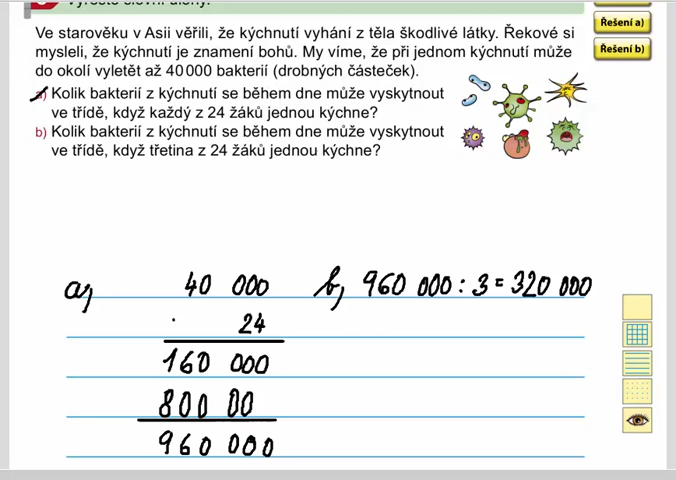 Vyřešte slovní úlohy.
Řešení a)
Řešení b)
Ve starověku v Asii věřili, že kýchnutí vyhání z těla škodlivé látky. Řekové si
mysleli, že kýchnutí je znamení bohů. My víme, že při jednom kýchnutí může
do okolí vyletět až 40 000 bakterií (drobných částeček).
a) Kolik bakterií z kýchnutí se během dne může vyskytnout
ve třídě, když každý z 24 žáků jednou kýchne?
b) Kolik bakterií z kýchnutí se během dne může vyskytnout
ve třídě, když třetina z 24 žáků jednou kýchne?
a) 40 000
· 24
160 000
800 00
960 000
b) 960 000 : 3 = 320 000